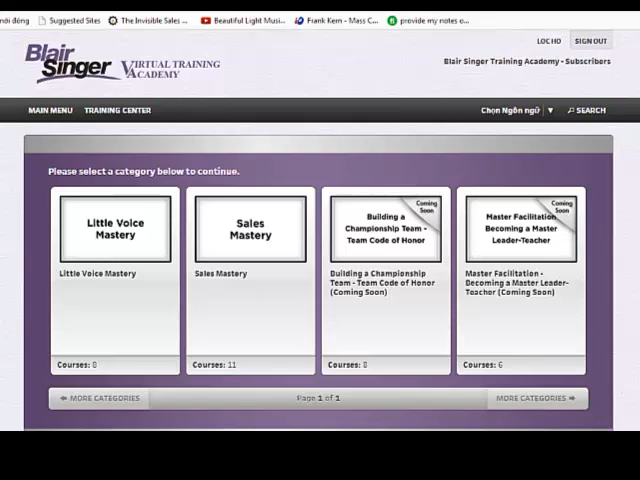 mới đóng
Suggested Sites
The Invisible Sales ...
Beautiful Light Musi...
Frank Kern - Mass C...
provide my notes o...
LOC HO
SIGN OUT
Blair Singer
VIRTUAL TRAINING ACADEMY
Blair Singer Training Academy - Subscribers
MAIN MENU
TRAINING CENTER
Chọn Ngôn ngữ
SEARCH
Please select a category below to continue.
Little Voice
Mastery
Sales
Mastery
Coming
Soon
Building a
Championship Team -
Team Code of Honor
Coming
Soon
Master Facilitation
Becoming a Master
Leader-Teacher
Little Voice Mastery
Sales Mastery
Building a Championship
Team - Team Code of Honor
(Coming Soon)
Master Facilitation -
Becoming a Master Leader-
Teacher (Coming Soon)
Courses: 8
Courses: 11
Courses: 8
Courses: 6
MORE CATEGORIES
Page 1 of 1
MORE CATEGORIES